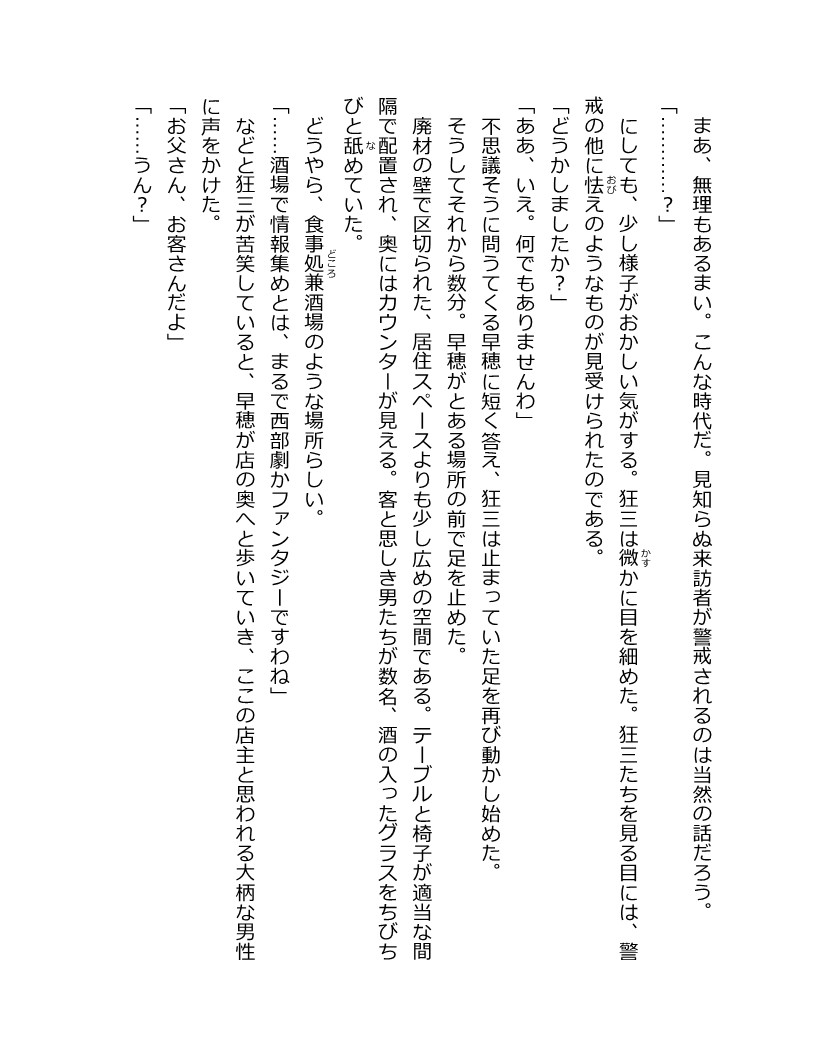 まあ、無理もあるまい。こんな時代だ。見知らぬ来訪者が警戒されるのは当然の話だろう。
「…………？」
にしても、少し様子がおかしい気がする。狂三は微かに目を細めた。狂三たちを見る目には、警
戒の他に怯えのようなものが見受けられたのである。
「どうかしましたか？」
「ああ、いえ。何でもありませんわ」
不思議そうに問うてくる早穂に短く答え、狂三は止まっていた足を再び動かし始めた。
そうしてそれから数分。早穂がとある場所の前で足を止めた。
廃材の壁で区切られた、居住スペースよりも少し広めの空間である。テーブルと椅子が適当な間
隔で配置され、奥にはカウンターが見える。客と思しき男たちが数名、酒の入ったグラスをちびち
びと舐めていた。
どうやら、食事処兼酒場のような場所らしい。
「……酒場で情報集めとは、まるで西部劇かファンタジーですわね」
などと狂三が苦笑していると、早穂が店の奥へと歩いていき、ここの店主と思われる大柄な男性
に声をかけた。
「お父さん、お客さんだよ」
「……うん？」